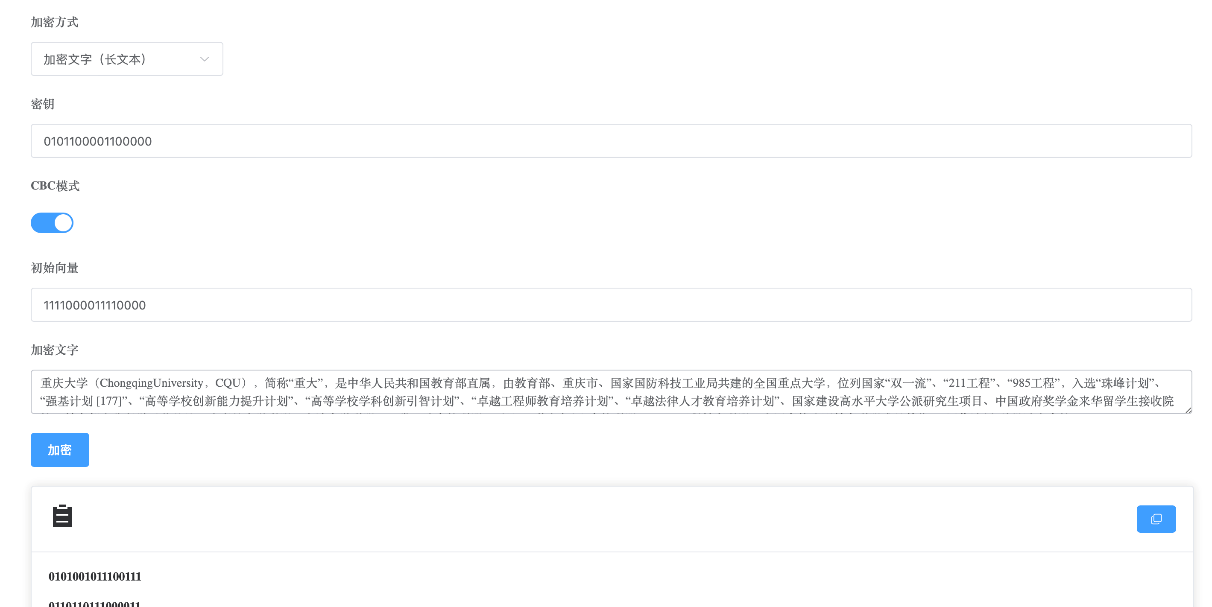 加密方式
加密文字（长文本）
密钥
0101100001100000
CBC模式
初始向量
1111000011110000
加密文字
重庆大学（ChongqingUniversity，CQU），简称“重大”，是中华人民共和国教育部直属，由教育部、重庆市、国家国防科技工业局共建的全国重点大学，位列国家“双一流”、“211工程”、“985工程”，入选“珠峰计划”、
“强基计划 [177]”、“高等学校创新能力提升计划”、“高等学校学科创新引智计划”、“卓越工程师教育培养计划”、“卓越法律人才教育培养计划”、国家建设高水平大学公派研究生项目、中国政府奖学金来华留学生接收院
加密
0101001011100111
0110110111000011